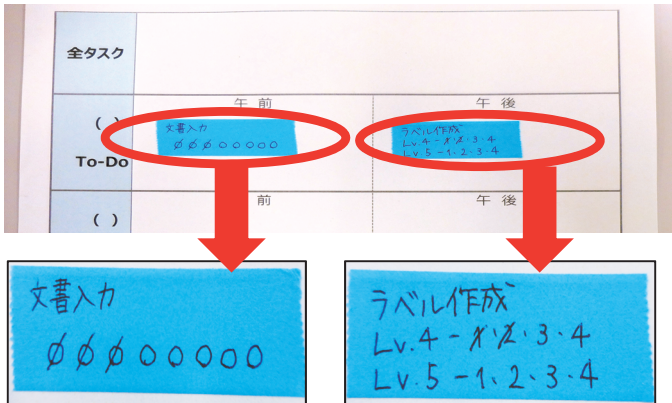 全タスク
午前 午後
( )
To-Do
文書入力
φφφ○○○○○
ラベル作成
Lv.4-1・2・3・4
Lv.5-1、2、3・4
前 午後
( )
文書入力
φφφ○○○○○
ラベル作成
Lv.4-1・2・3・4
Lv.5-1、2、3・4